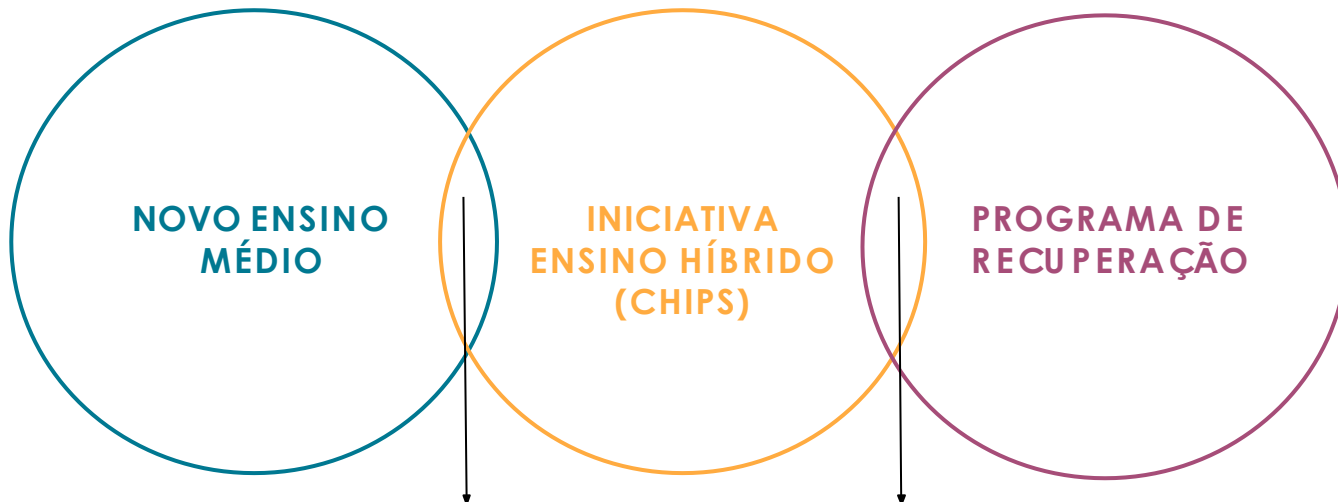 NOVO ENSINO
MÉDIO
INICIATIVA
ENSINO HÍBRIDO
(CHIPS)
PROGRAMA DE
RECUPERAÇÃO